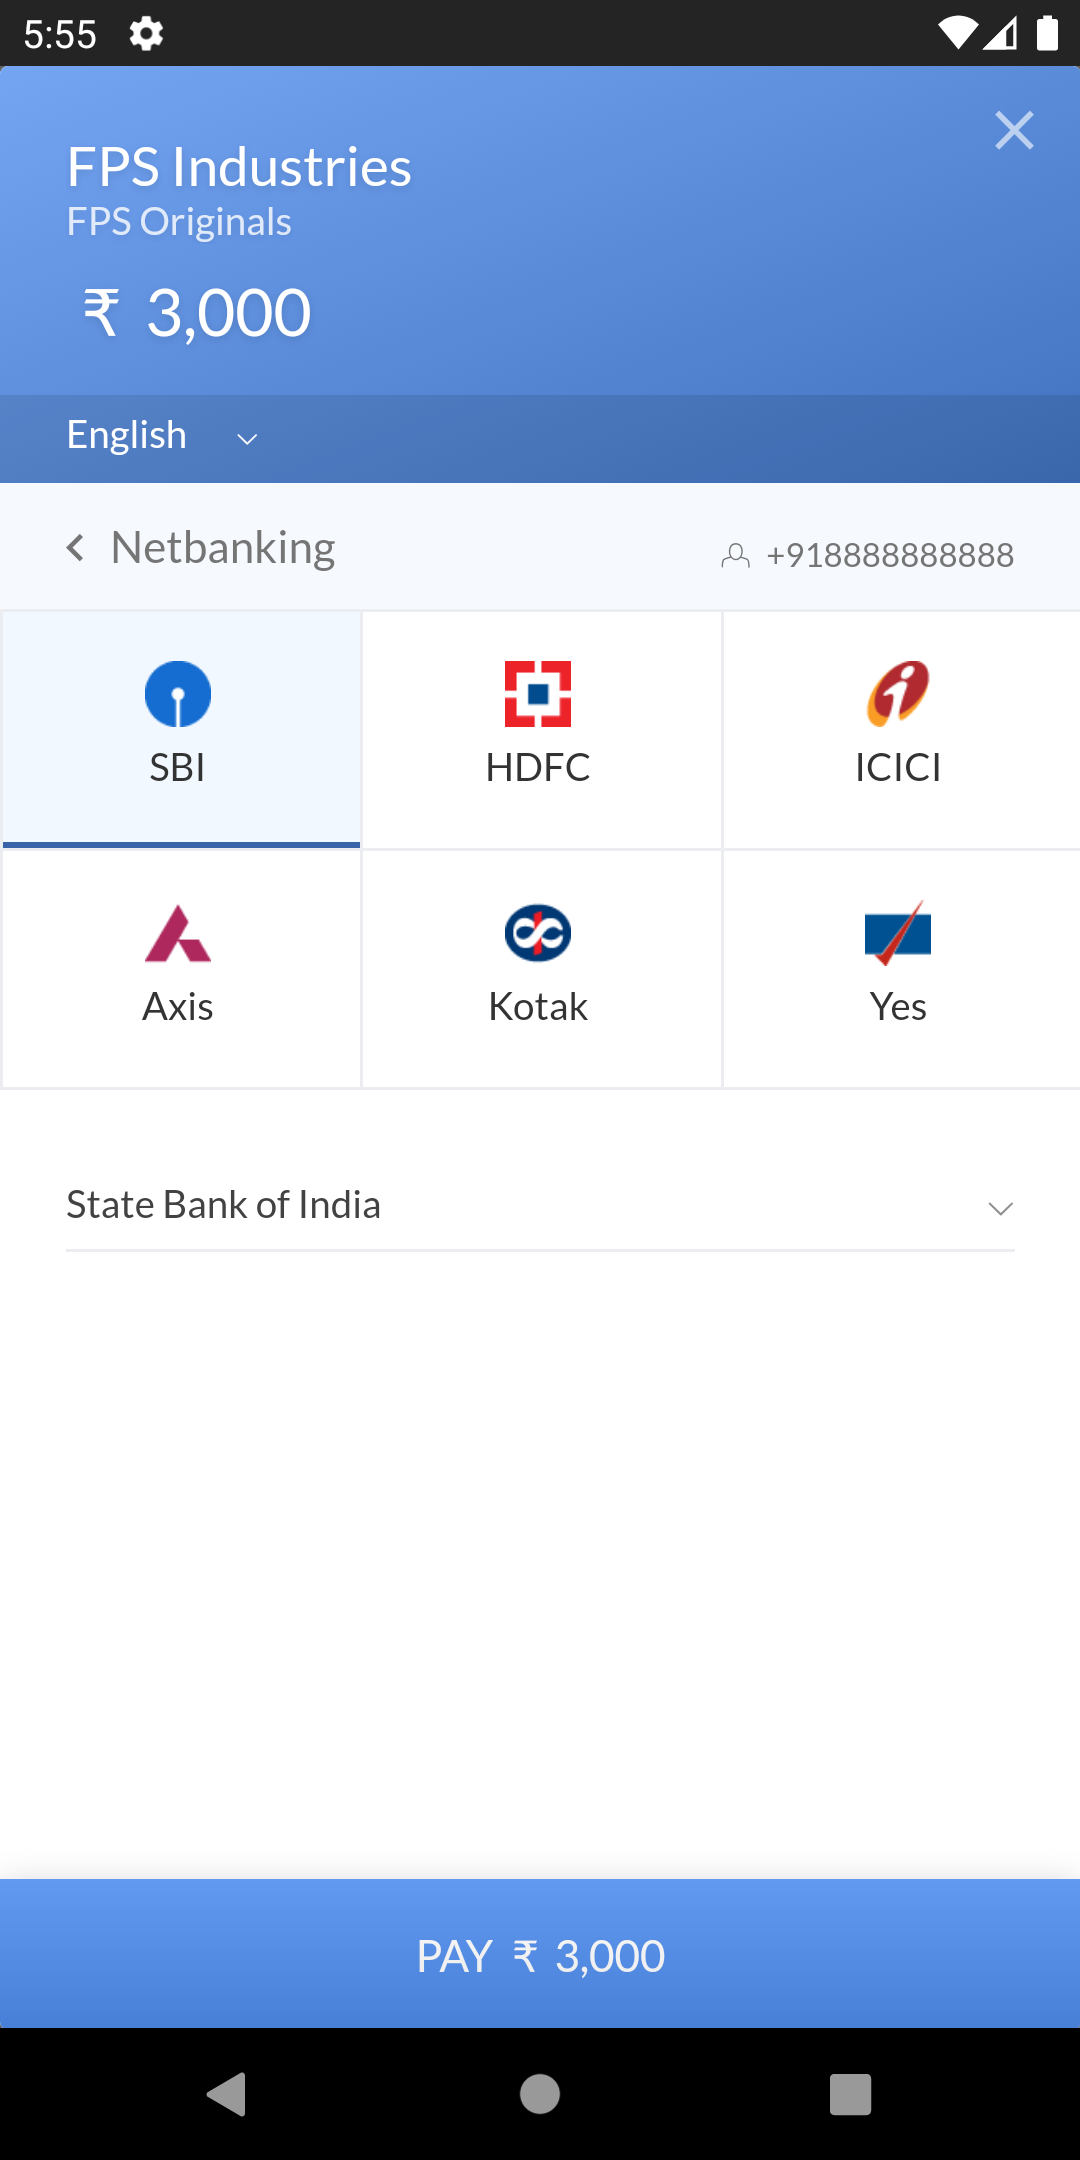 5:55
FPS Industries
FPS Originals
₹ 3,000
English
Netbanking
+918888888888
SBI
HDFC
ICICI
Axis
Kotak
Yes
State Bank of India
PAY ₹ 3,000